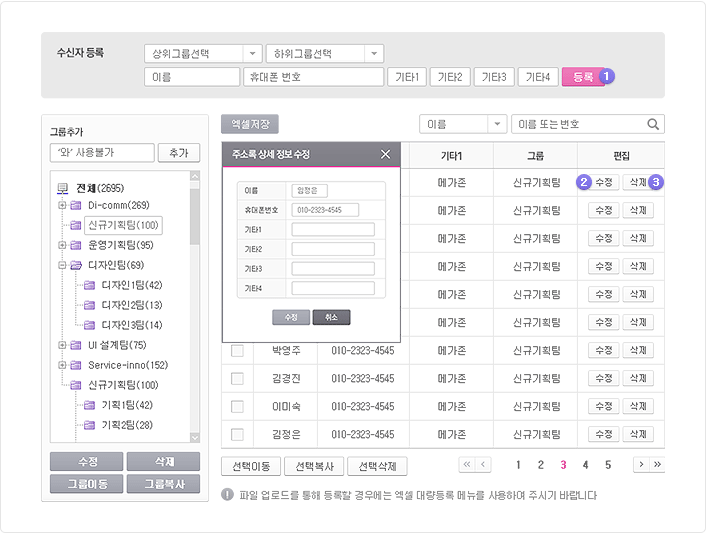 수신자 등록 상위그룹선택 하위그룹선택
이름 휴대폰 번호 기타1 기타2 기타3 기타4 등록 1
그룹추가
'와' 사용불가 추가
전체(2695)
Di-comm(269)
신규기획팀(100)
운영기획팀(95)
디자인팀(69)
디자인1팀(42)
디자인2팀(13)
디자인3팀(14)
UI 설계팀(75)
Service-inno(152)
신규기획팀(100)
기획1팀(42)
기획2팀(28)
수정 삭제
그룹이동 그룹복사
엑셀저장 이름 이름 또는 번호
주소록 상세 정보 수정
이름 임정은
휴대폰번호 010-2323-4545
기타1
기타2
기타3
기타4
수정 취소
기타1 그룹 편집
메가존 신규기획팀 2 수정 삭제 3
메가존 신규기획팀 수정 삭제
메가존 신규기획팀 수정 삭제
메가존 신규기획팀 수정 삭제
메가존 신규기획팀 수정 삭제
메가존 신규기획팀 수정 삭제
박영주 010-2323-4545 메가존 신규기획팀 수정 삭제
김경진 010-2323-4545 메가존 신규기획팀 수정 삭제
이미숙 010-2323-4545 메가존 신규기획팀 수정 삭제
김정은 010-2323-4545 메가존 신규기획팀 수정 삭제
선택이동 선택복사 선택삭제 1 2 3 4 5
파일 업로드를 통해 등록할 경우에는 엑셀 대량등록 메뉴를 사용하여 주시기 바랍니다